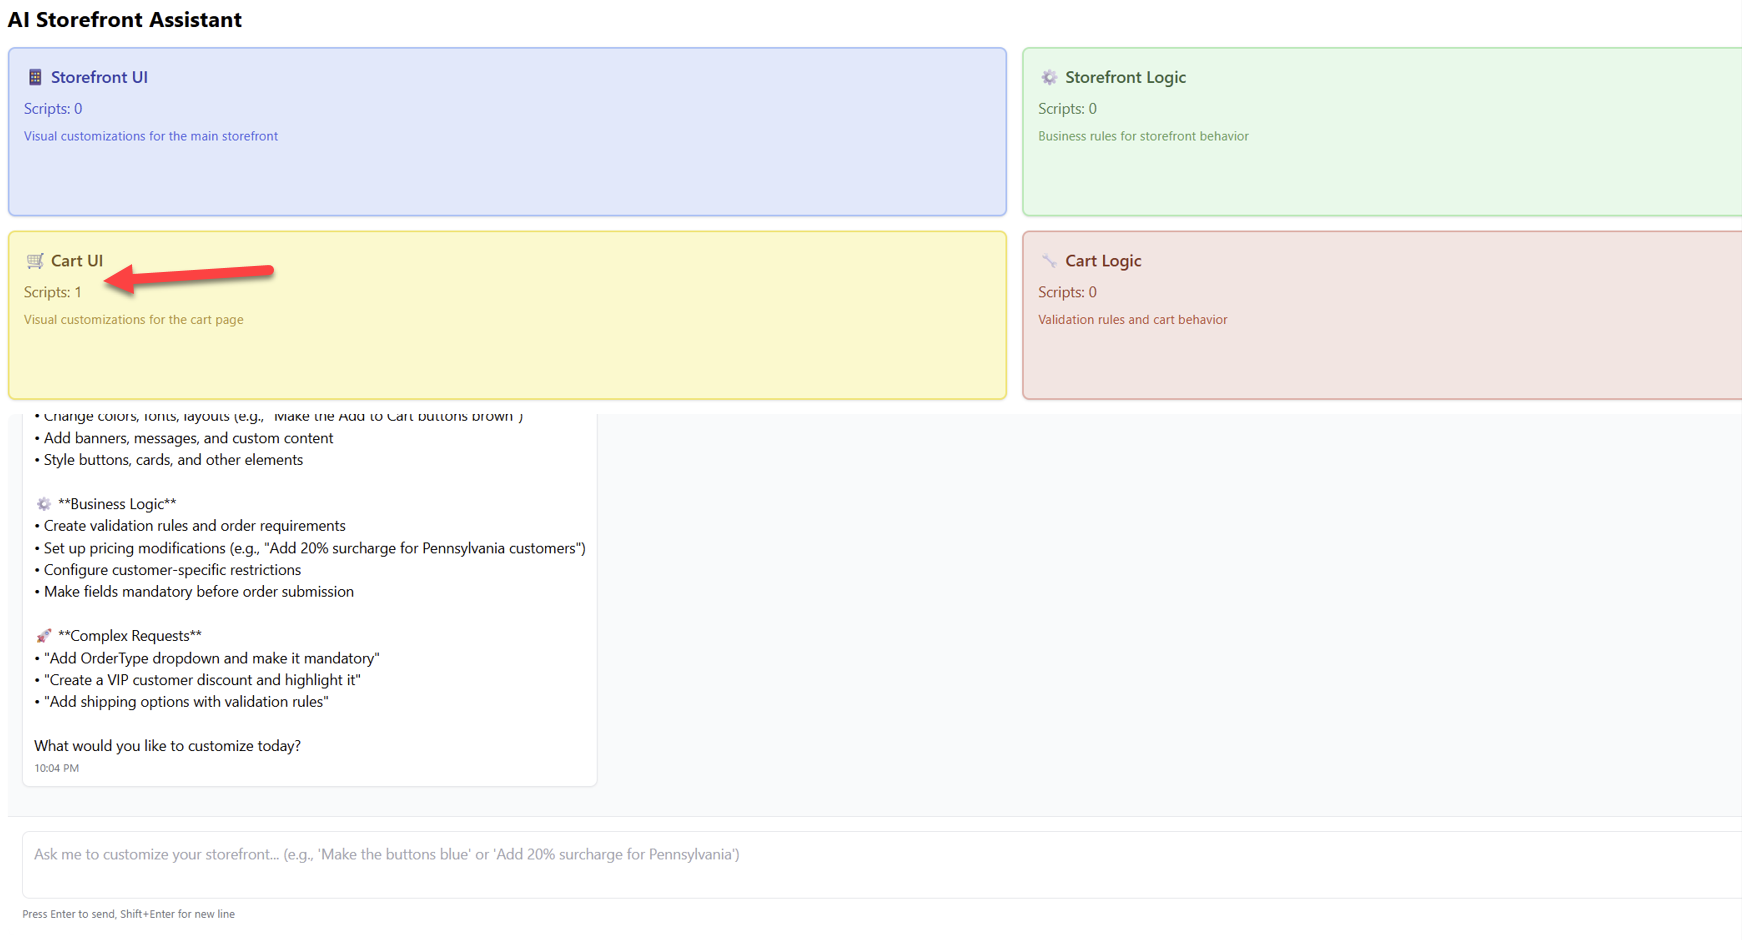 AI Storefront Assistant
Storefront UI
Scripts: 0
Visual customizations for the main storefront
Storefront Logic
Scripts: 0
Business rules for storefront behavior
Cart UI
Scripts: 1
Visual customizations for the cart page
Cart Logic
Scripts: 0
Validation rules and cart behavior
• Change colors, fonts, layouts (e.g., "Make the Add to Cart buttons brown")
• Add banners, messages, and custom content
• Style buttons, cards, and other elements
**Business Logic**
• Create validation rules and order requirements
• Set up pricing modifications (e.g., "Add 20% surcharge for Pennsylvania customers")
• Configure customer-specific restrictions
• Make fields mandatory before order submission
**Complex Requests**
• "Add OrderType dropdown and make it mandatory"
• "Create a VIP customer discount and highlight it"
• "Add shipping options with validation rules"
What would you like to customize today?
10:04 PM
Ask me to customize your storefront... (e.g., 'Make the buttons blue' or 'Add 20% surcharge for Pennsylvania')
Press Enter to send, Shift+Enter for new line